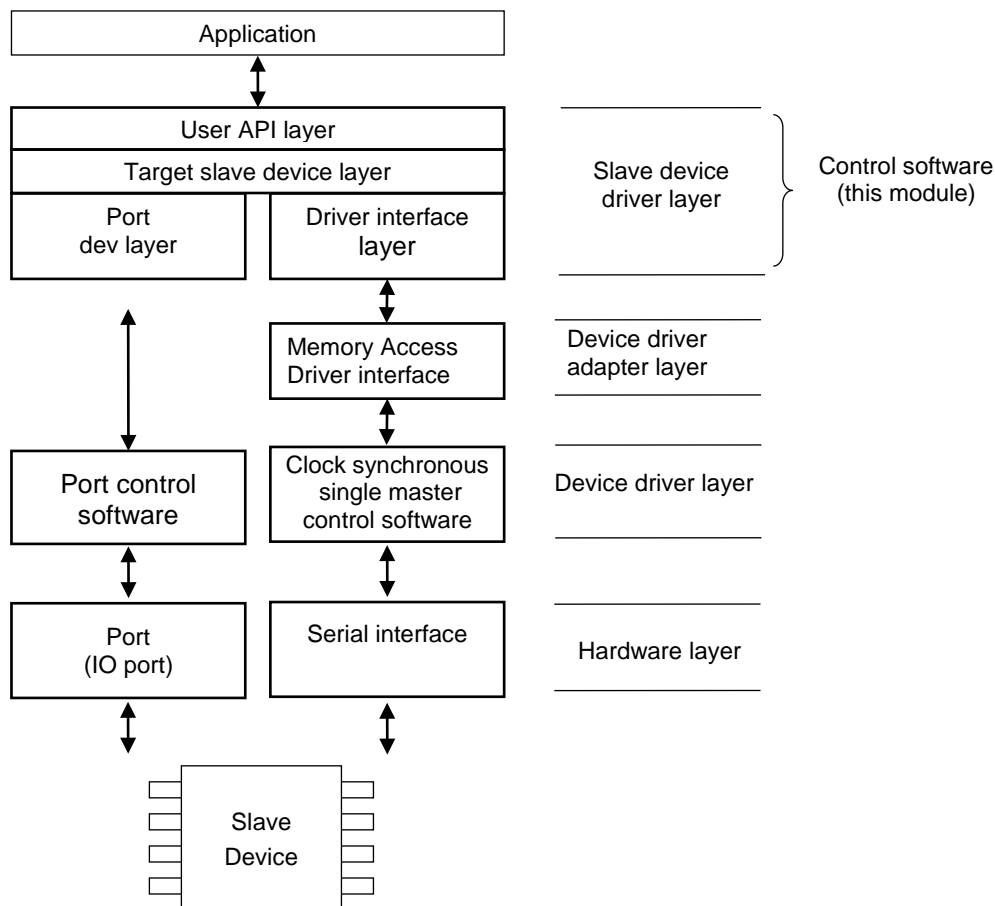 Application
User API layer
Target slave device layer
Port
dev layer
Driver interface
layer
Slave device
driver layer
Control software
(this module)
Memory Access
Driver interface
Device driver
adapter layer
Port control
software
Clock synchronous
single master
control software
Device driver layer
Port
(IO port)
Serial interface
Hardware layer
Slave
Device